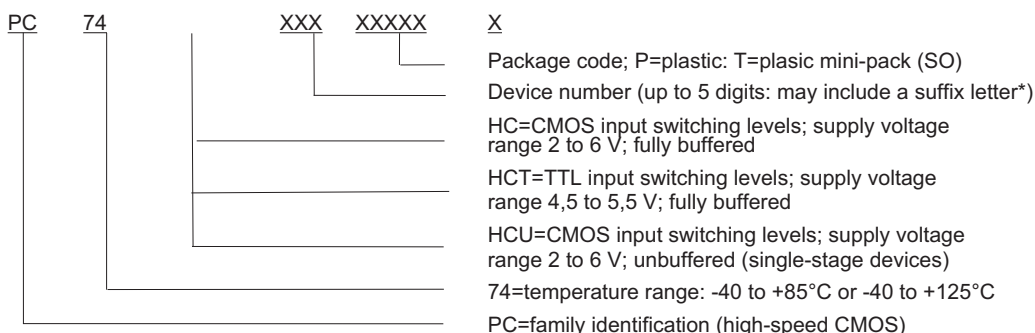 PC 74 XXX XXXXX X
Package code; P=plastic: T=plasic mini-pack (SO)
Device number (up to 5 digits: may include a suffix letter*)
HC=CMOS input switching levels; supply voltage
range 2 to 6 V; fully buffered
HCT=TTL input switching levels; supply voltage
range 4,5 to 5,5 V; fully buffered
HCU=CMOS input switching levels; supply voltage
range 2 to 6 V; unbuffered (single-stage devices)
74=temperature range: -40 to +85°C or -40 to +125°C
PC=family identification (high-speed CMOS)